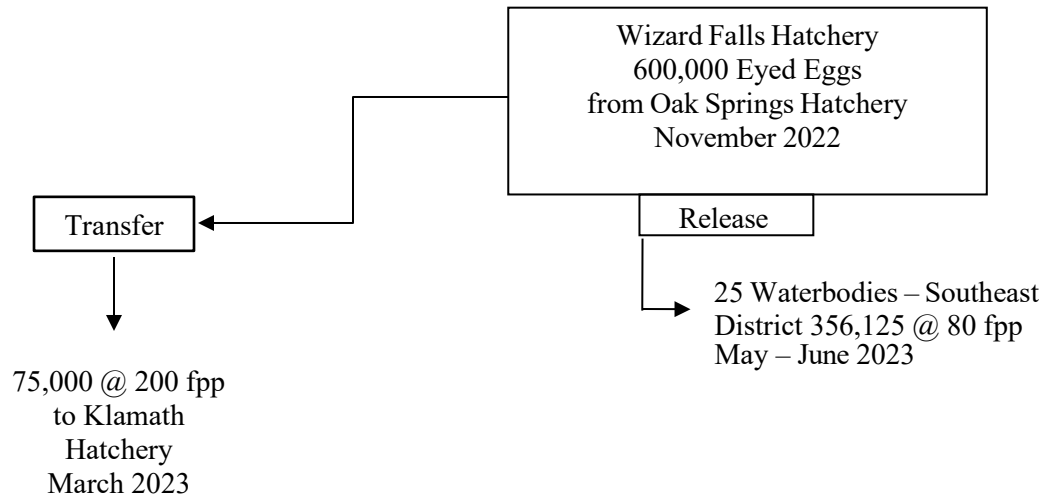 Wizard Falls Hatchery
600,000 Eyed Eggs
from Oak Springs Hatchery
November 2022
Transfer
Release
25 Waterbodies – Southeast
District 356,125 @ 80 fpp
May – June 2023
75,000 @ 200 fpp
to Klamath
Hatchery
March 2023